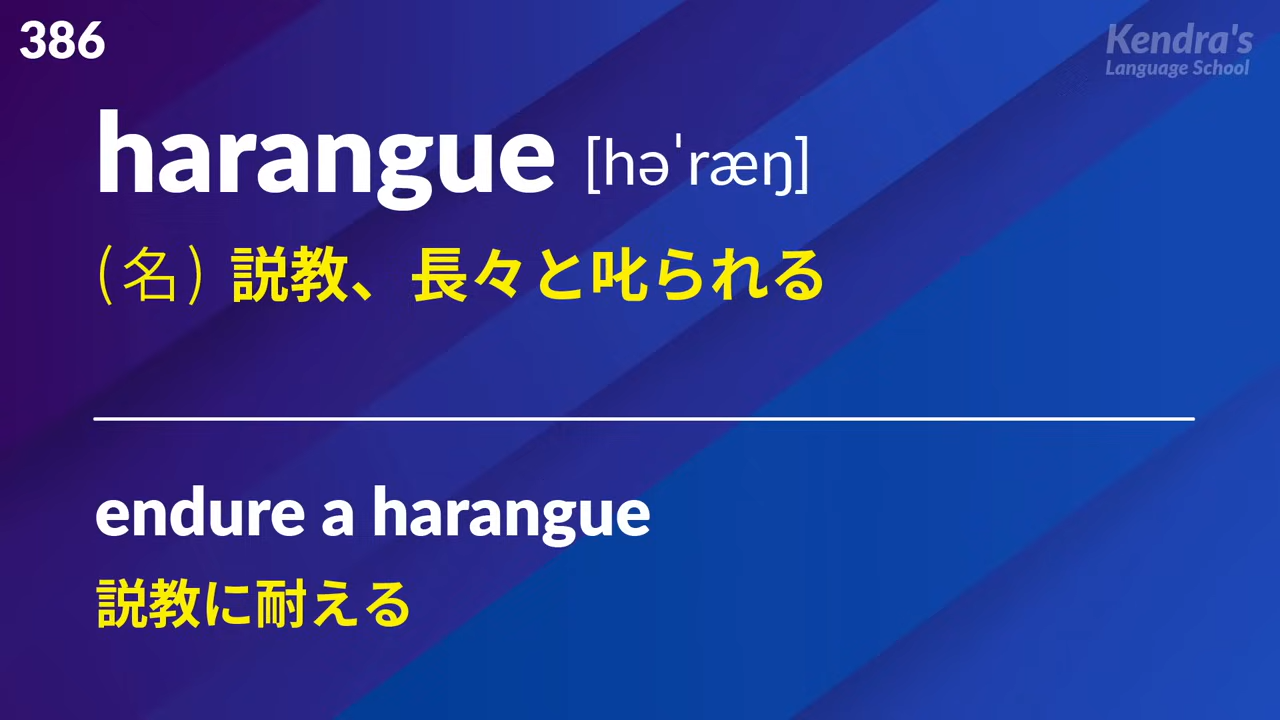 386
Kendra's
Language School
harangue [həˈræŋ]
（名）説教、長々と叱られる
endure a harangue
説教に耐える